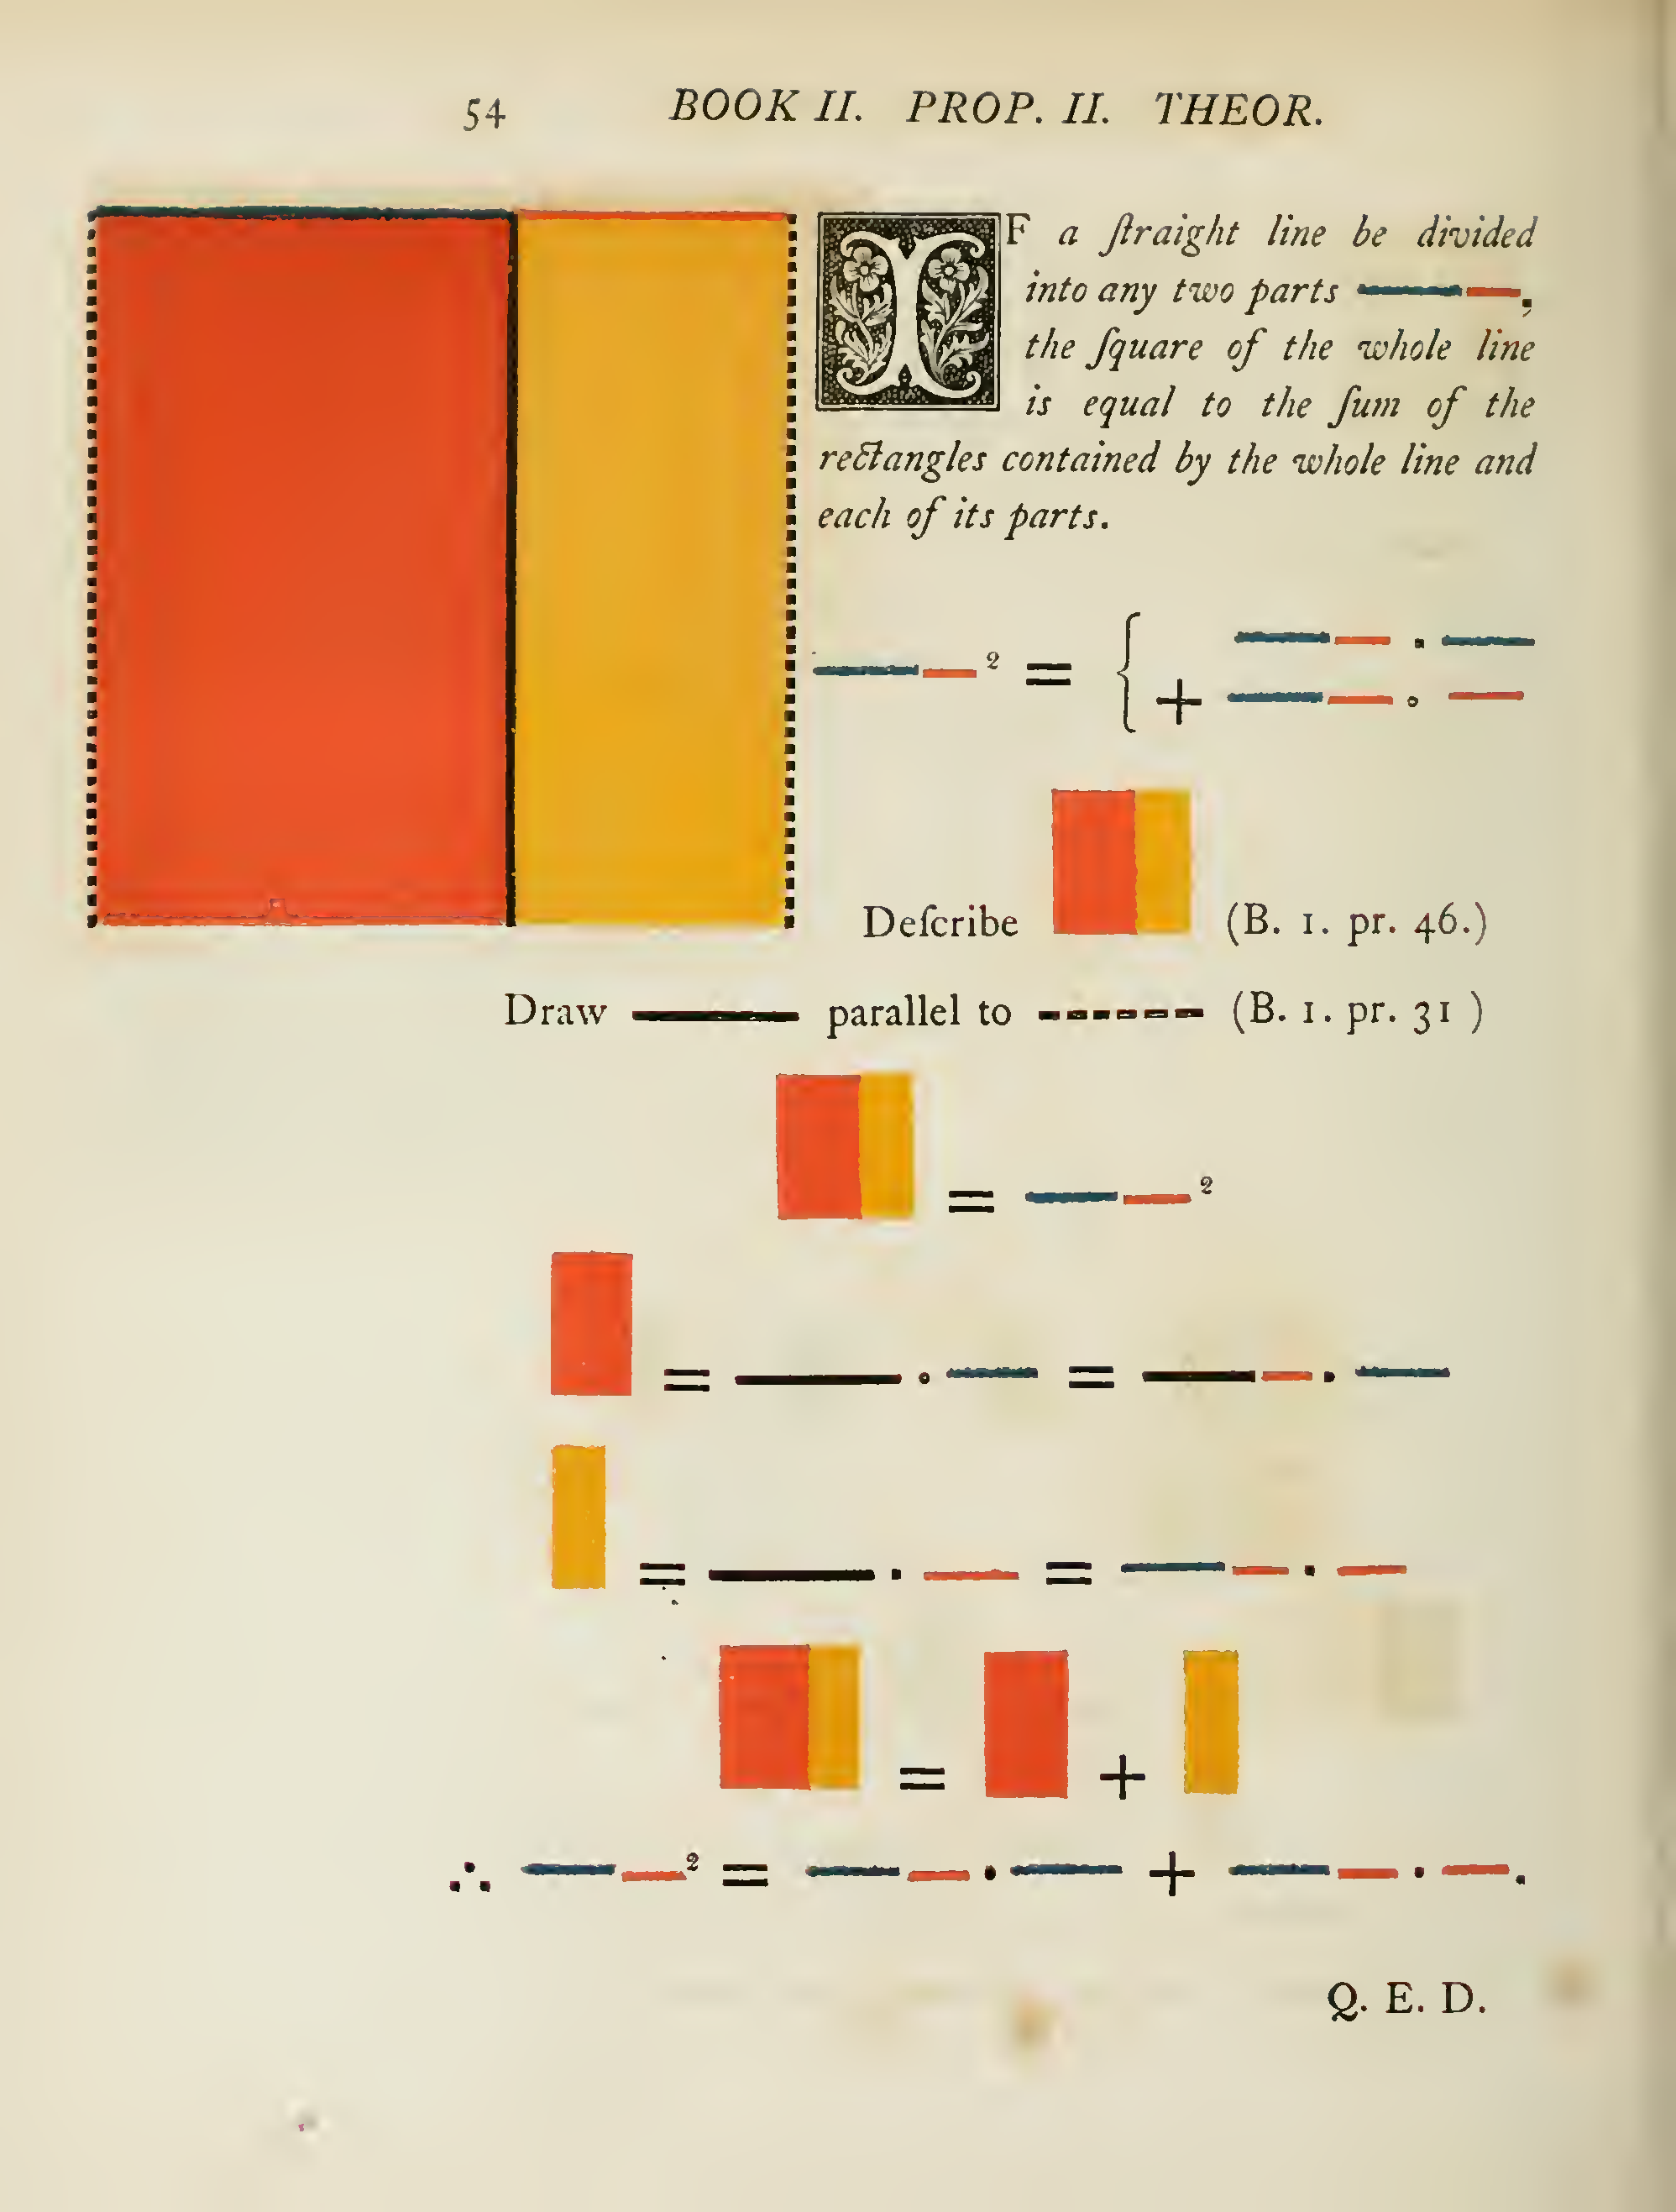 54 BOOK II. PROP. II. THEOR.
IF a ſtraight line be divided
into any two parts ,
the ſquare of the whole line
is equal to the ſum of the
rectangles contained by the whole line and
each of its parts.
² = { .
+ .
Deſcribe (B. 1. pr. 46.)
Draw parallel to (B. 1. pr. 31 )
= ²
= . = .
= . = .
= +
∴ ² = . + . .
Q. E. D.